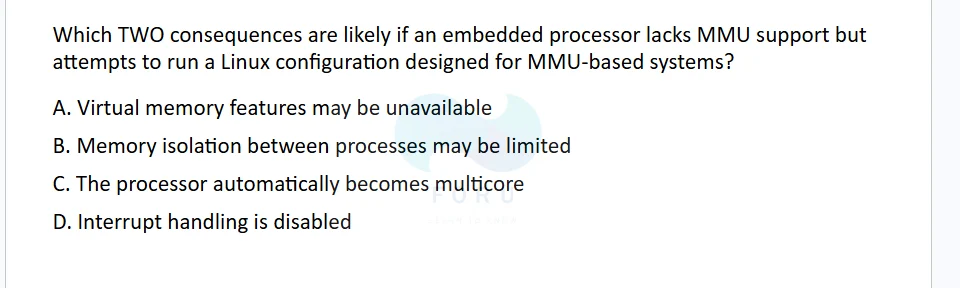 Which TWO consequences are likely if an embedded processor lacks MMU support but
attempts to run a Linux configuration designed for MMU-based systems?
A. Virtual memory features may be unavailable
B. Memory isolation between processes may be limited
C. The processor automatically becomes multicore
D. Interrupt handling is disabled